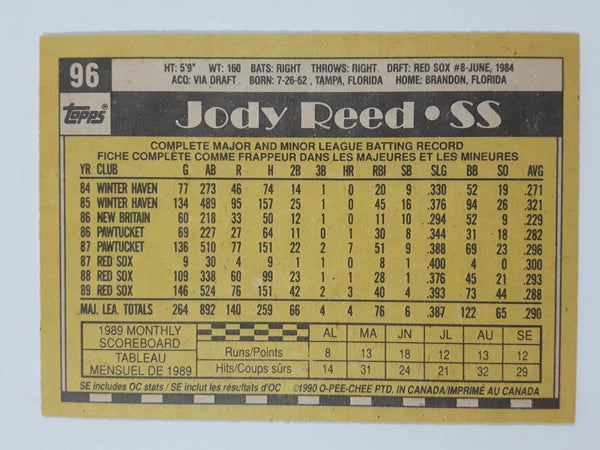 96
HT: 5'9" WT: 160 BATS: RIGHT THROWS: RIGHT DRFT: RED SOX #8-JUNE, 1984
ACQ: VIA DRAFT BORN: 7-26-62, TAMPA, FLORIDA HOME: BRANDON, FLORIDA
Topps®
Jody Reed • SS
COMPLETE MAJOR AND MINOR LEAGUE BATTING RECORD
FICHE COMPLÈTE COMME FRAPPEUR DANS LES MAJEURES ET LES MINEURES
YR CLUB G AB R H 2B 3B HR RBI SB SLG BB SO AVG
84 WINTER HAVEN 77 273 46 74 14 1 0 20 9 .330 52 19 .271
85 WINTER HAVEN 134 489 95 157 25 1 0 45 16 .376 94 26 .321
86 NEW BRITAIN 60 218 33 50 12 1 0 11 10 .294 52 9 .229
86 PAWTUCKET 69 227 27 64 11 0 1 30 8 .344 31 18 .282
87 PAWTUCKET 136 510 77 151 22 2 7 51 9 .388 69 23 .296
87 RED SOX 9 30 4 9 1 1 0 8 1 .400 4 0 .300
88 RED SOX 109 338 60 99 23 1 1 28 1 .376 45 21 .293
89 RED SOX 146 524 76 151 42 2 3 40 4 .393 73 44 .288
MAJ. LEA. TOTALS 264 892 140 259 66 4 4 76 6 .387 122 65 .290
1989 MONTHLY SCOREBOARD
TABLEAU MENSUEL DE 1989
AL MA JN JL AU SE
Runs/Points 8 13 18 12 13 12
Hits/Coups sûrs 14 31 24 21 32 29
SE includes OC stats / SE inclut les résultats d'OC ©1990 O-PEE-CHEE PTD. IN CANADA/IMPRIMÉ AU CANADA